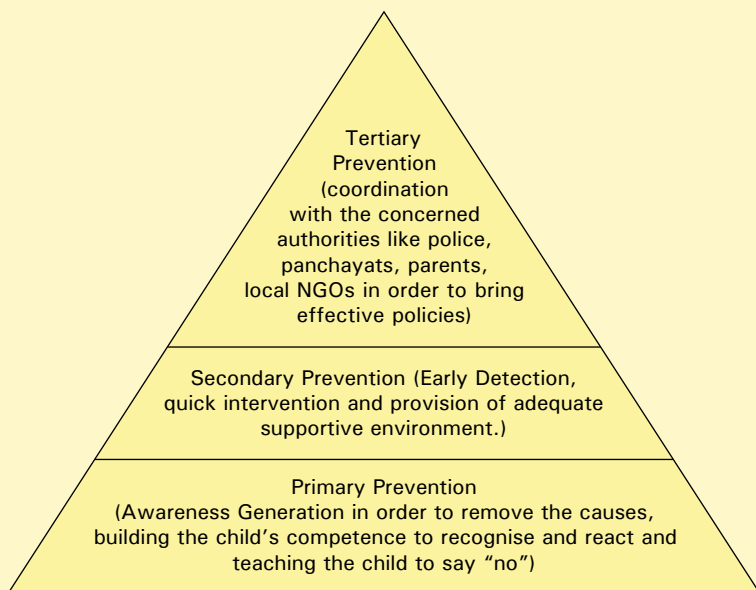 Tertiary
Prevention
(coordination
with the concerned
authorities like police,
panchayats, parents,
local NGOs in order to bring
effective policies)
Secondary Prevention (Early Detection,
quick intervention and provision of adequate
supportive environment.)
Primary Prevention
(Awareness Generation in order to remove the causes,
building the child’s competence to recognise and react and
teaching the child to say “no”)